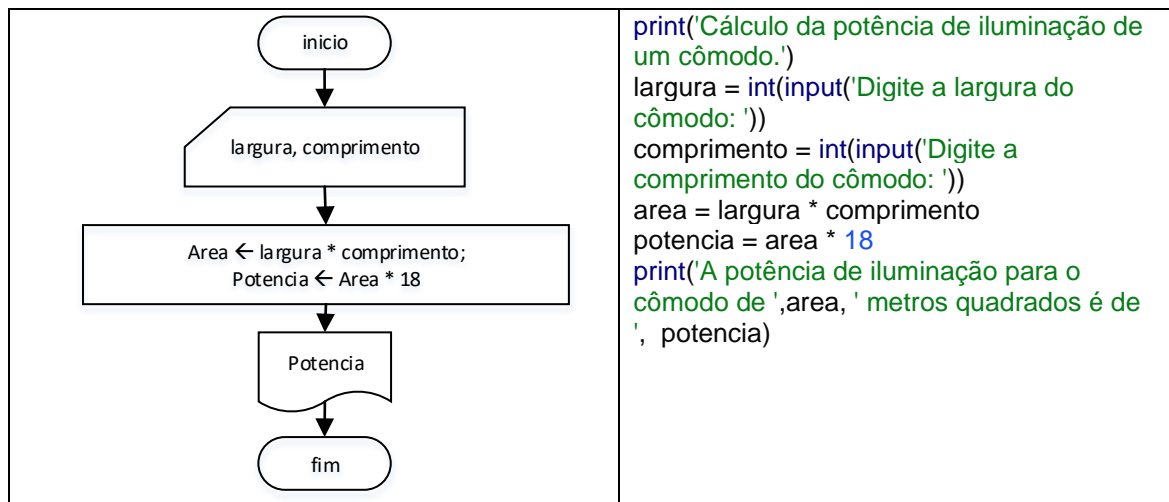 inicio
largura, comprimento
Area ← largura * comprimento;
Potencia ← Area * 18
Potencia
fim
print('Cálculo da potência de iluminação de
um cômodo.')
largura = int(input('Digite a largura do
cômodo: '))
comprimento = int(input('Digite a
comprimento do cômodo: '))
area = largura * comprimento
potencia = area * 18
print('A potência de iluminação para o
cômodo de ',area, ' metros quadrados é de
', potencia)